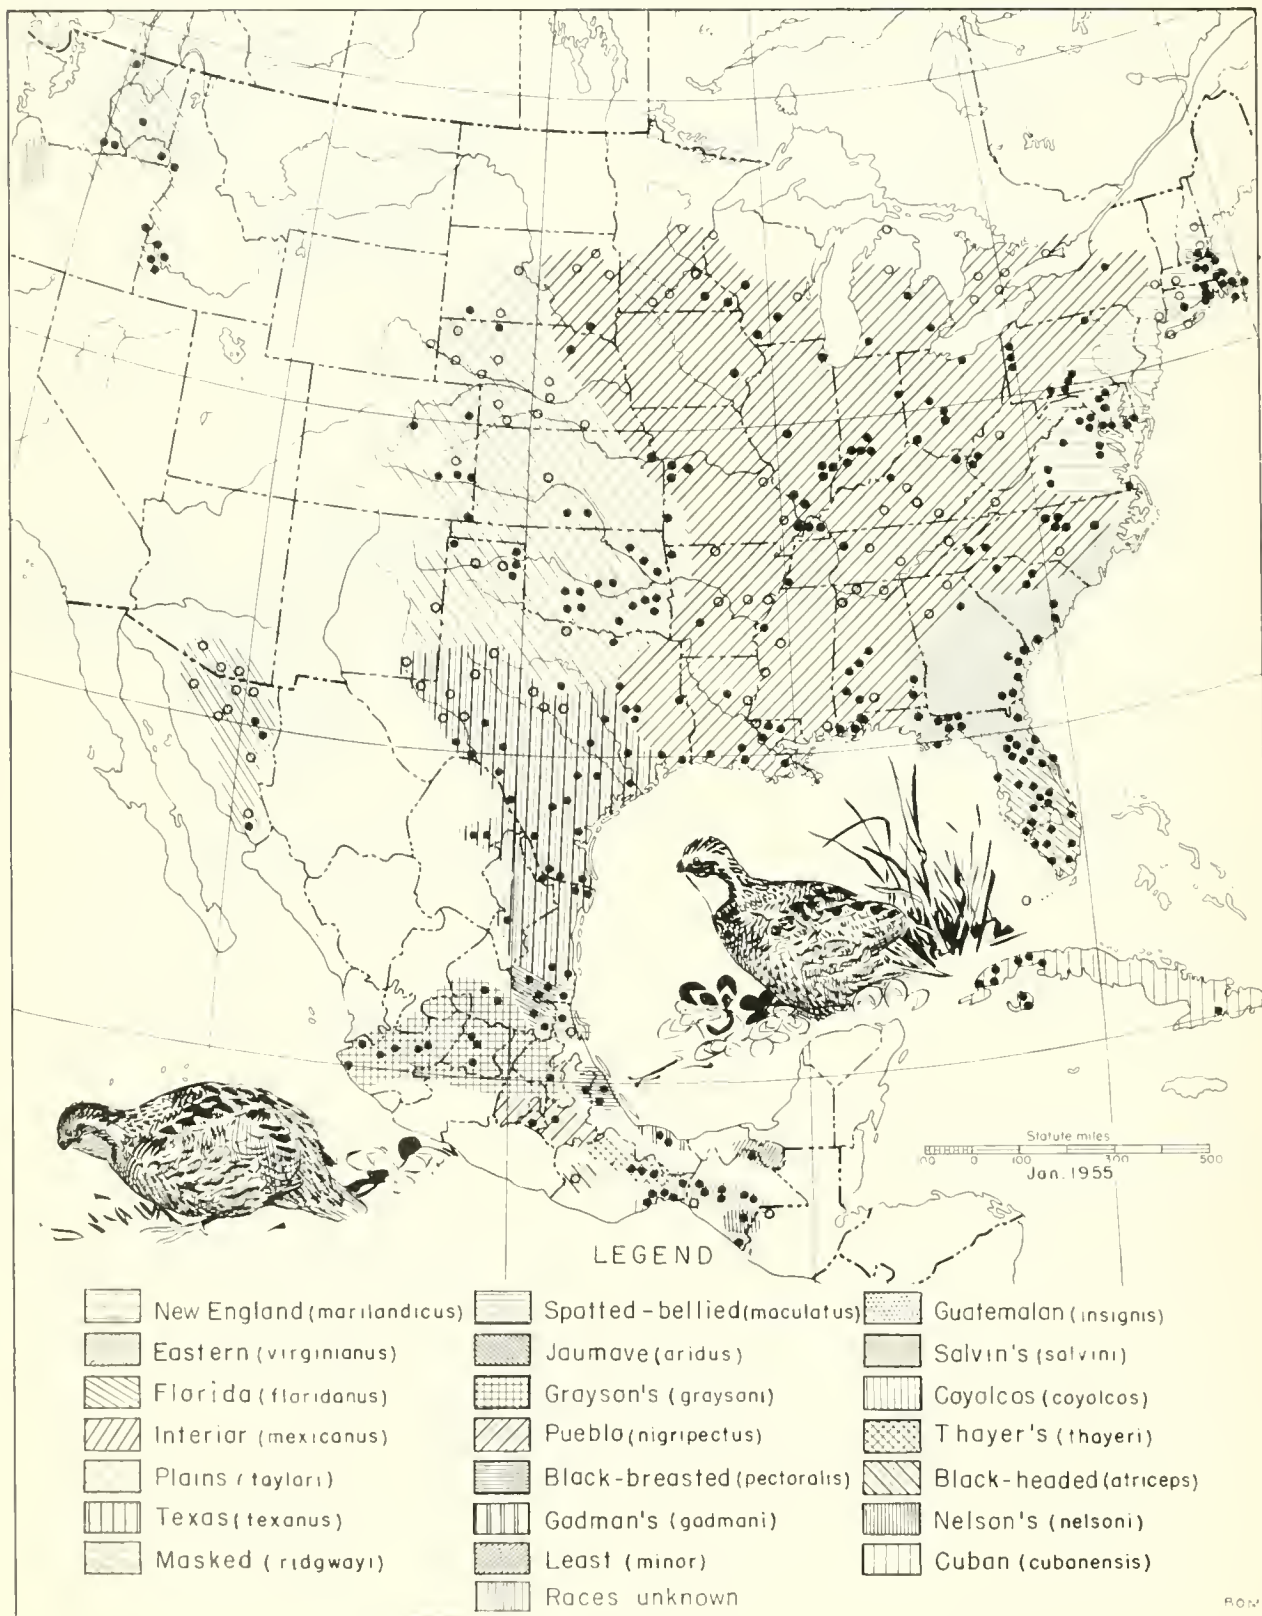 Statute miles
100 0 100 300 500
Jan. 1955
LEGEND
New England (marilandicus)
Eastern (virginianus)
Florida (floridanus)
Interior (mexicanus)
Plains (taylori)
Texas (texanus)
Masked (ridgwayi)
Spotted-bellied (maculatus)
Jaumave (aridus)
Grayson's (graysoni)
Puebla (nigripectus)
Black-breasted (pectoralis)
Godman's (godmani)
Least (minor)
Races unknown
Guatemalan (insignis)
Salvin's (salvini)
Coyolcos (coyolcos)
Thayer's (thayeri)
Black-headed (atriceps)
Nelson's (nelsoni)
Cuban (cubanensis)